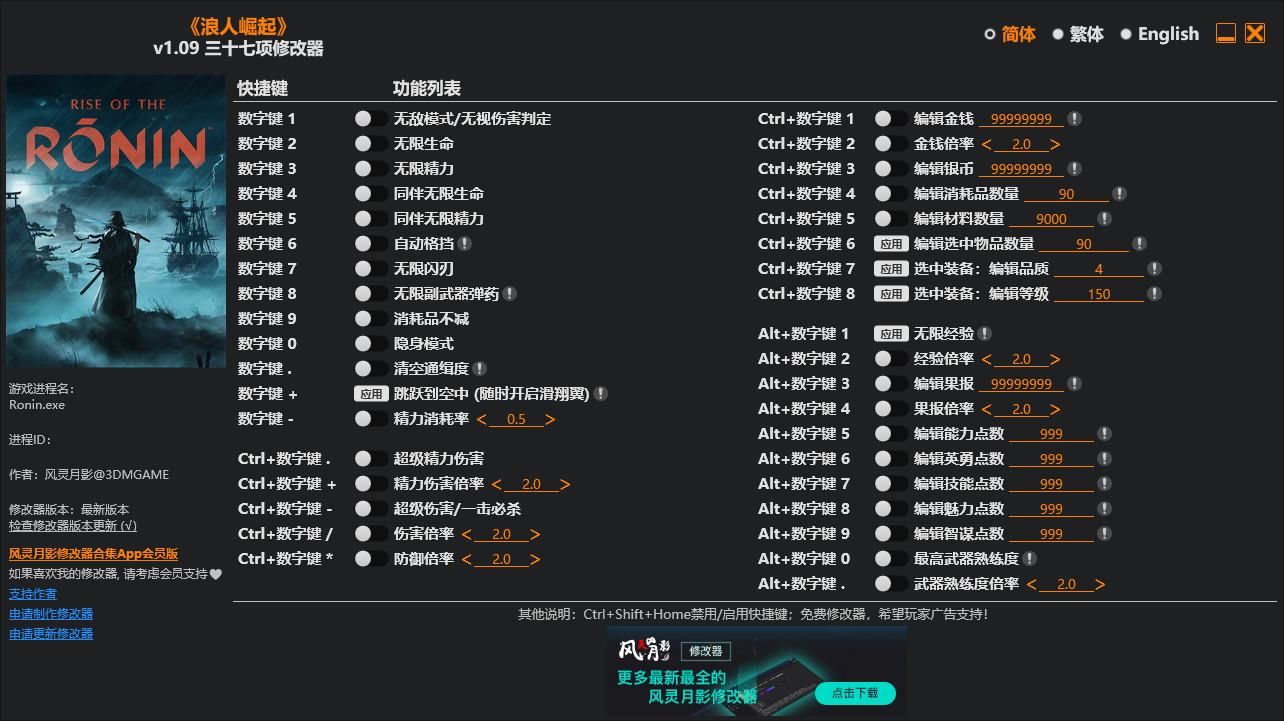 《浪人崛起》
v1.09 三十七项修改器
简体 繁体 English
RISE OF THE
RŌNIN
游戏进程名：
Ronin.exe
进程ID：
作者：风灵月影@3DMGAME
修改器版本：最新版本
检查修改器版本更新 (√)
风灵月影修改器合集App会员版
如果喜欢我的修改器, 请考虑会员支持
支持作者
申请制作修改器
申请更新修改器
快捷键 功能列表
数字键 1 无敌模式/无视伤害判定
数字键 2 无限生命
数字键 3 无限精力
数字键 4 同伴无限生命
数字键 5 同伴无限精力
数字键 6 自动格挡 !
数字键 7 无限闪刃
数字键 8 无限副武器弹药 !
数字键 9 消耗品不减
数字键 0 隐身模式
数字键 . 清空通缉度 !
数字键 + 应用 跳跃到空中 (随时开启滑翔翼) !
数字键 - 精力消耗率 < 0.5 >
Ctrl+数字键 . 超级精力伤害
Ctrl+数字键 + 精力伤害倍率 < 2.0 >
Ctrl+数字键 - 超级伤害/一击必杀
Ctrl+数字键 / 伤害倍率 < 2.0 >
Ctrl+数字键 * 防御倍率 < 2.0 >
Ctrl+数字键 1 编辑金钱 99999999 !
Ctrl+数字键 2 金钱倍率 < 2.0 >
Ctrl+数字键 3 编辑银币 99999999 !
Ctrl+数字键 4 编辑消耗品数量 90 !
Ctrl+数字键 5 编辑材料数量 9000 !
Ctrl+数字键 6 应用 编辑选中物品数量 90 !
Ctrl+数字键 7 应用 选中装备：编辑品质 4 !
Ctrl+数字键 8 应用 选中装备：编辑等级 150 !
Alt+数字键 1 应用 无限经验 !
Alt+数字键 2 经验倍率 < 2.0 >
Alt+数字键 3 编辑果报 99999999 !
Alt+数字键 4 果报倍率 < 2.0 >
Alt+数字键 5 编辑能力点数 999 !
Alt+数字键 6 编辑英勇点数 999 !
Alt+数字键 7 编辑技能点数 999 !
Alt+数字键 8 编辑魅力点数 999 !
Alt+数字键 9 编辑智谋点数 999 !
Alt+数字键 0 最高武器熟练度 !
Alt+数字键 . 武器熟练度倍率 < 2.0 >
其他说明：Ctrl+Shift+Home禁用/启用快捷键；免费修改器，希望玩家广告支持！
风灵月影 修改器
更多最新最全的
风灵月影修改器
点击下载